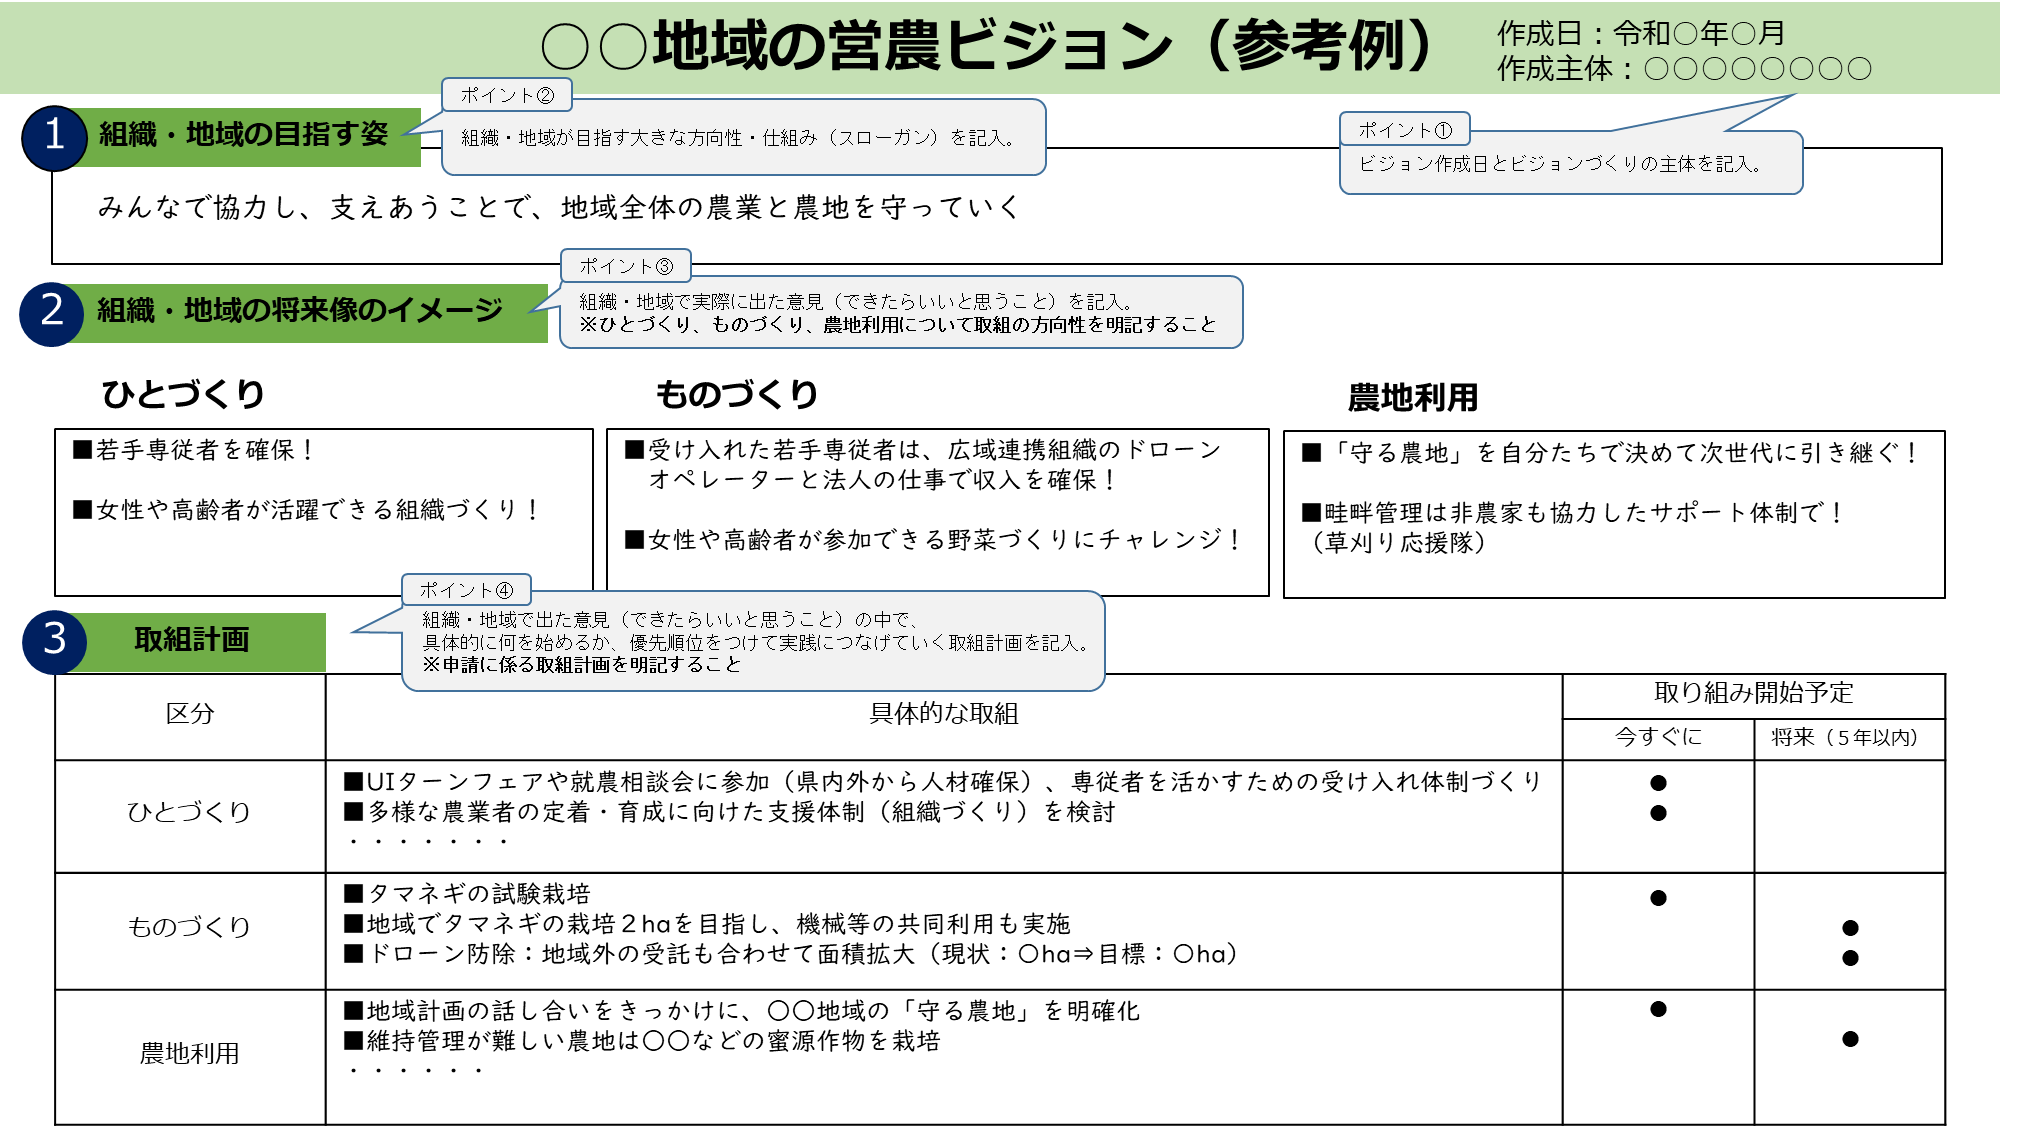 ○○地域の営農ビジョン（参考例）
作成日：令和○年○月
作成主体：○○○○○○○○
ポイント②
組織・地域が目指す大きな方向性・仕組み（スローガン）を記入。
ポイント①
ビジョン作成日とビジョンづくりの主体を記入。
1 組織・地域の目指す姿
みんなで協力し、支えあうことで、地域全体の農業と農地を守っていく
ポイント③
組織・地域で実際に出た意見（できたらいいと思うこと）を記入。
※ひとづくり、ものづくり、農地利用について取組の方向性を明記すること
2 組織・地域の将来像のイメージ
ひとづくり
■若手専従者を確保！
■女性や高齢者が活躍できる組織づくり！
ものづくり
■受け入れた若手専従者は、広域連携組織のドローン
オペレーターと法人の仕事で収入を確保！
■女性や高齢者が参加できる野菜づくりにチャレンジ！
農地利用
■「守る農地」を自分たちで決めて次世代に引き継ぐ！
■畦畔管理は非農家も協力したサポート体制で！
（草刈り応援隊）
ポイント④
組織・地域で出た意見（できたらいいと思うこと）の中で、
具体的に何を始めるか、優先順位をつけて実践につなげていく取組計画を記入。
※申請に係る取組計画を明記すること
3 取組計画
区分 具体的な取組 取り組み開始予定
今すぐに 将来（５年以内）
ひとづくり
■UIターンフェアや就農相談会に参加（県内外から人材確保）、専従者を活かすための受け入れ体制づくり ●
■多様な農業者の定着・育成に向けた支援体制（組織づくり）を検討 ●
・・・・・・・
ものづくり
■タマネギの試験栽培 ●
■地域でタマネギの栽培２haを目指し、機械等の共同利用も実施 ●
■ドローン防除：地域外の受託も合わせて面積拡大（現状：○ha⇒目標：○ha） ●
農地利用
■地域計画の話し合いをきっかけに、○○地域の「守る農地」を明確化 ●
■維持管理が難しい農地は○○などの蜜源作物を栽培 ●
・・・・・・